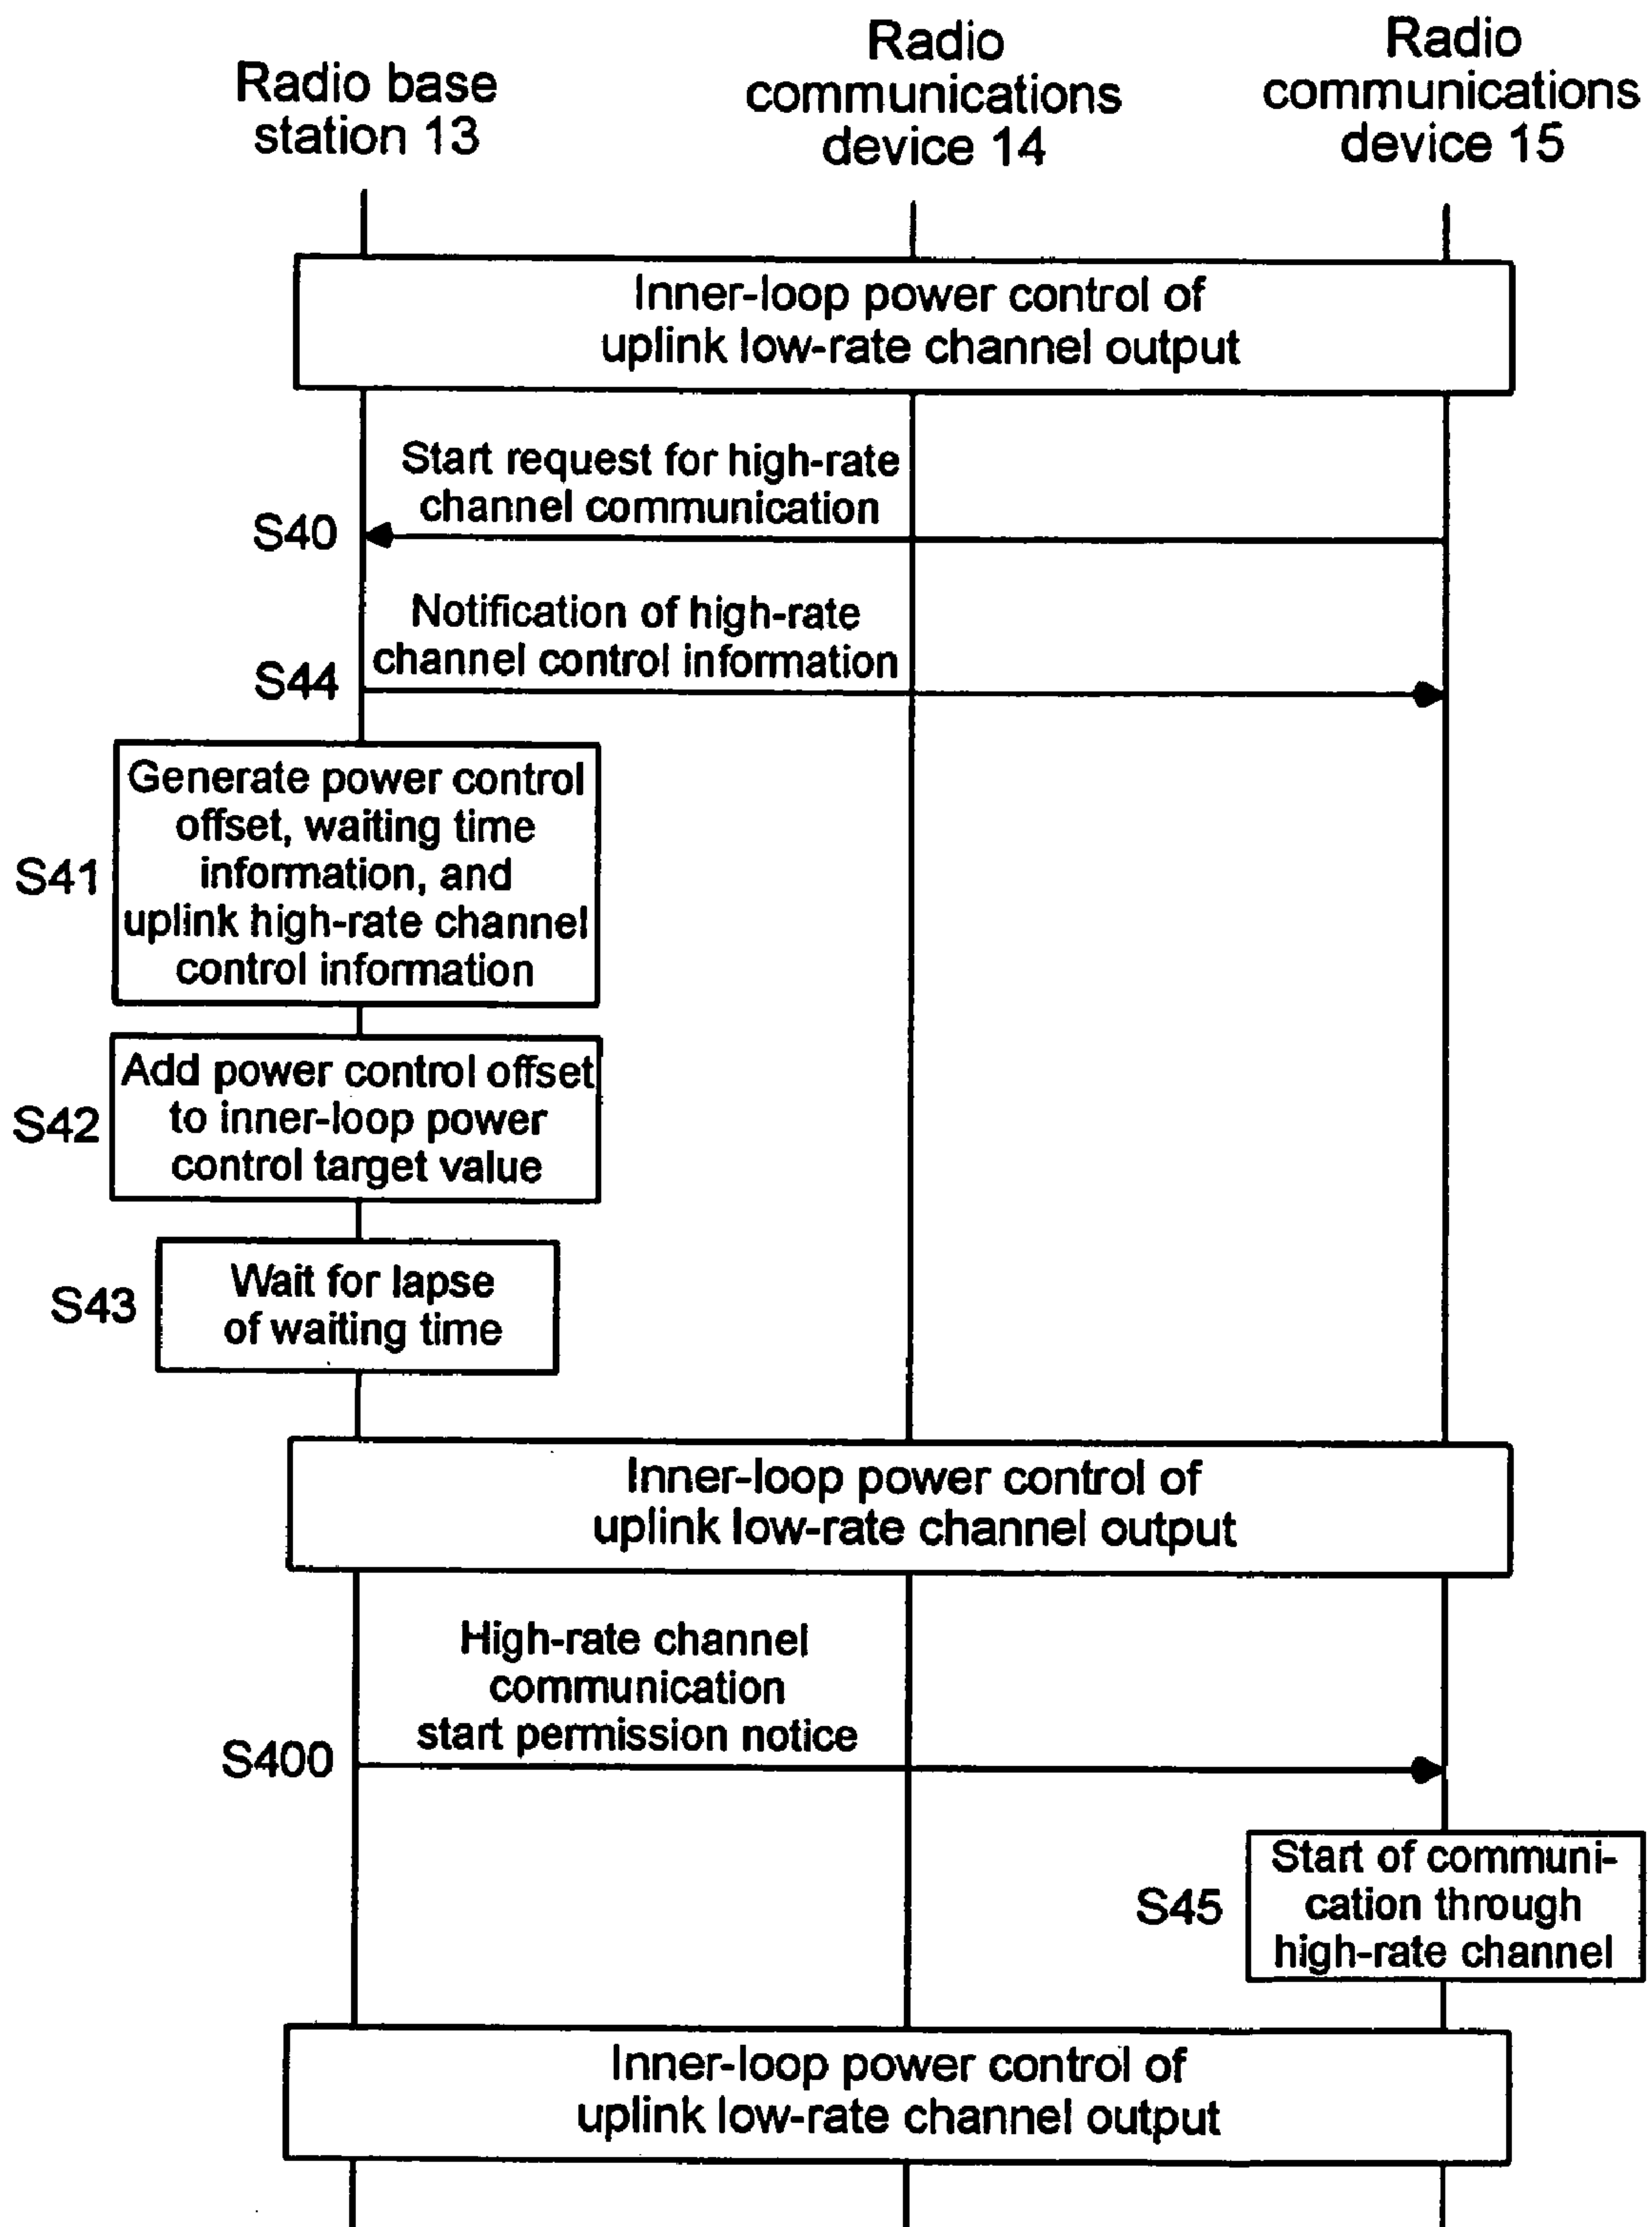 Radio base
station 13
Radio
communications
device 14
Radio
communications
device 15
Inner-loop power control of
uplink low-rate channel output
Start request for high-rate
channel communication
S40
Notification of high-rate
channel control information
S44
Generate power control
offset, waiting time
information, and
uplink high-rate channel
control information
S41
Add power control offset
to inner-loop power
control target value
S42
Wait for lapse
of waiting time
S43
Inner-loop power control of
uplink low-rate channel output
High-rate channel
communication
start permission notice
S400
Start of communi-
cation through
high-rate channel
S45
Inner-loop power control of
uplink low-rate channel output